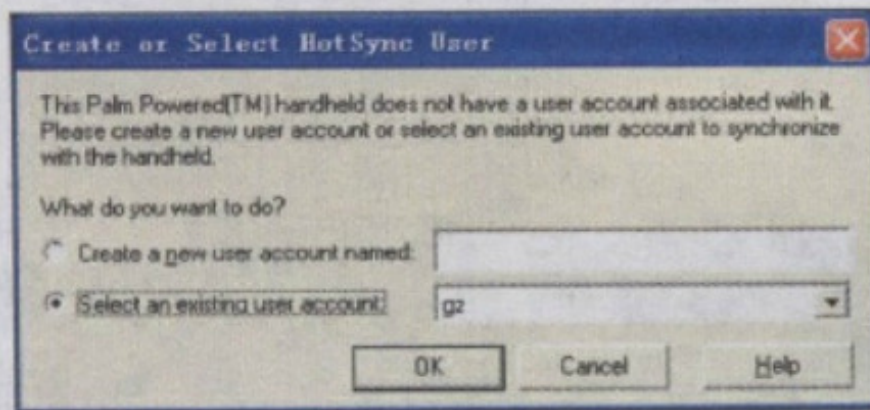 Create or Select HotSync User
This Palm Powered[TM] handheld does not have a user account associated with it.
Please create a new user account or select an existing user account to synchronize
with the handheld.
What do you want to do?
Create a new user account named:
Select an existing user account: gz
OK Cancel Help